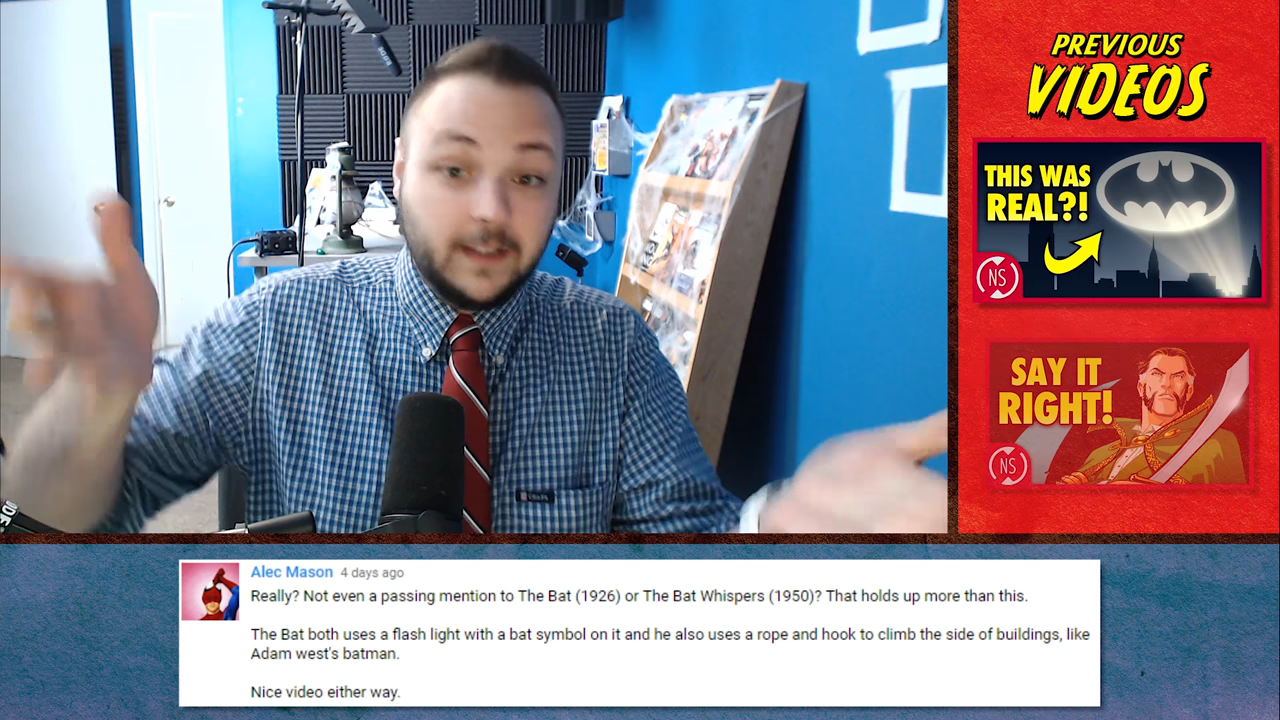 PREVIOUS
VIDEOS
THIS WAS
REAL?!
NS
SAY IT
RIGHT!
NS
Alec Mason 4 days ago
Really? Not even a passing mention to The Bat (1926) or The Bat Whispers (1950)? That holds up more than this.
The Bat both uses a flash light with a bat symbol on it and he also uses a rope and hook to climb the side of buildings, like
Adam west's batman.
Nice video either way.